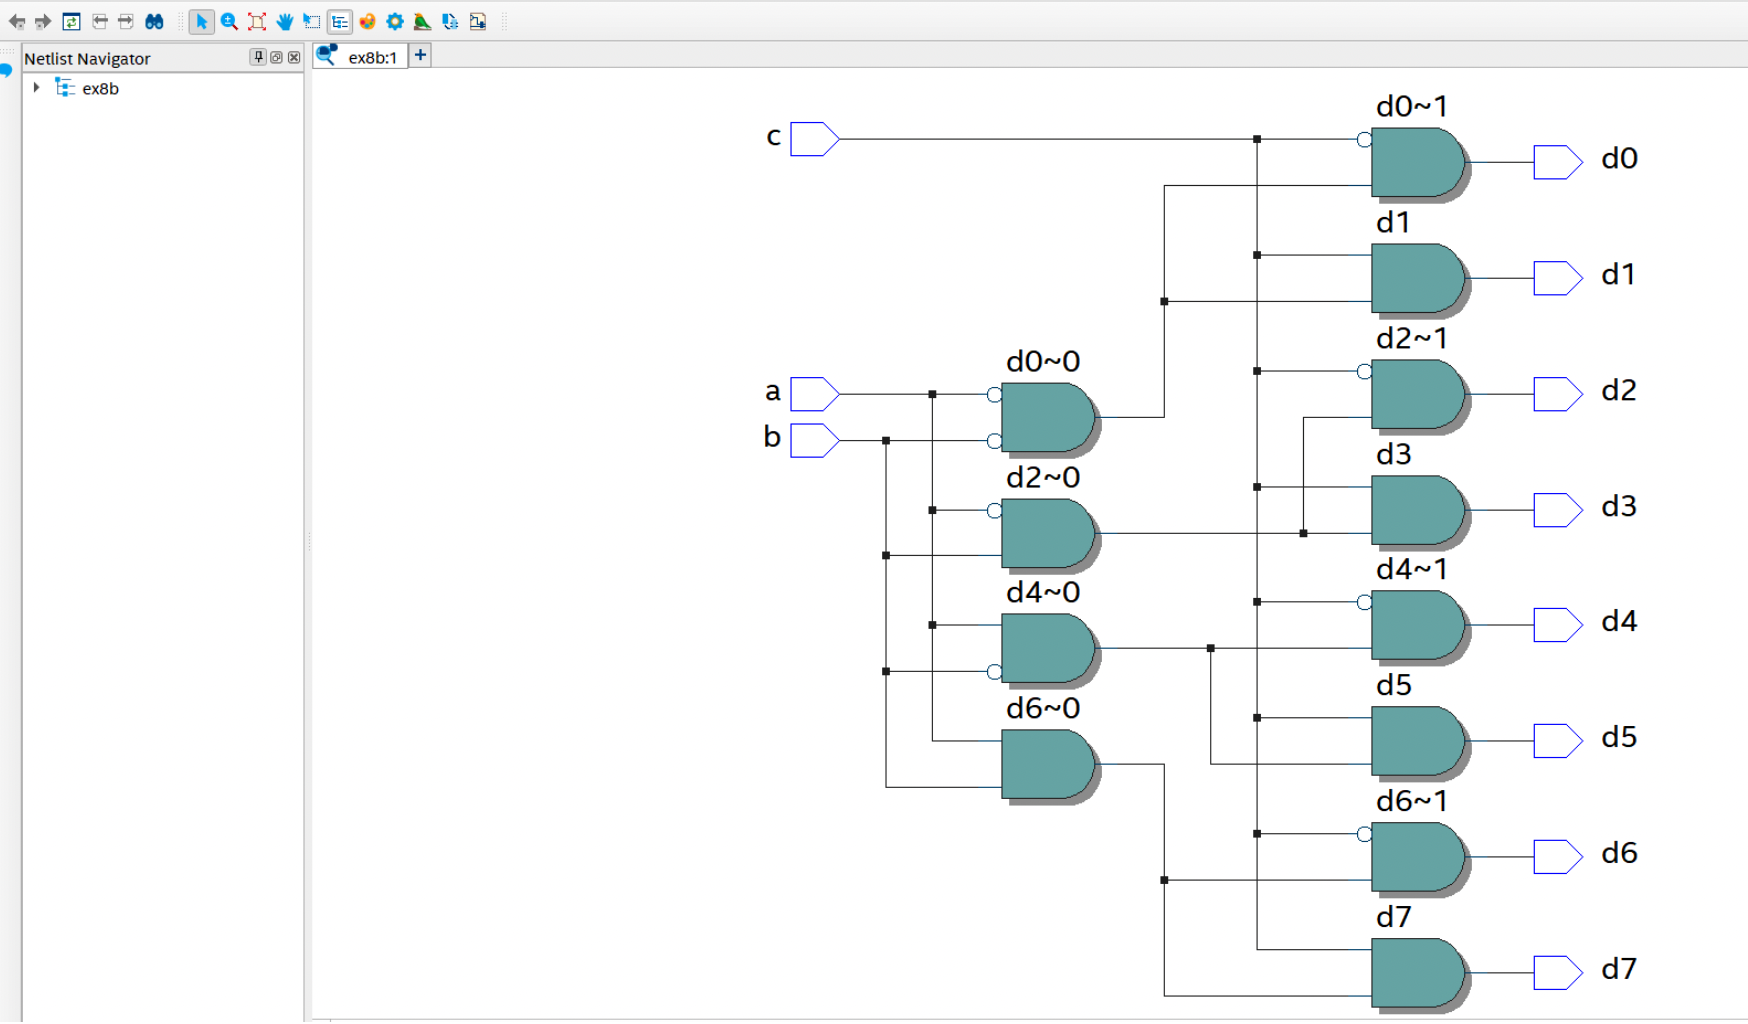 Netlist Navigator
ex8b:1
+
ex8b
d0~1
c
d0
d1
d1
d2~1
d0~0
a
d2
b
d3
d2~0
d3
d4~1
d4~0
d4
d5
d6~0
d5
d6~1
d6
d7
d7